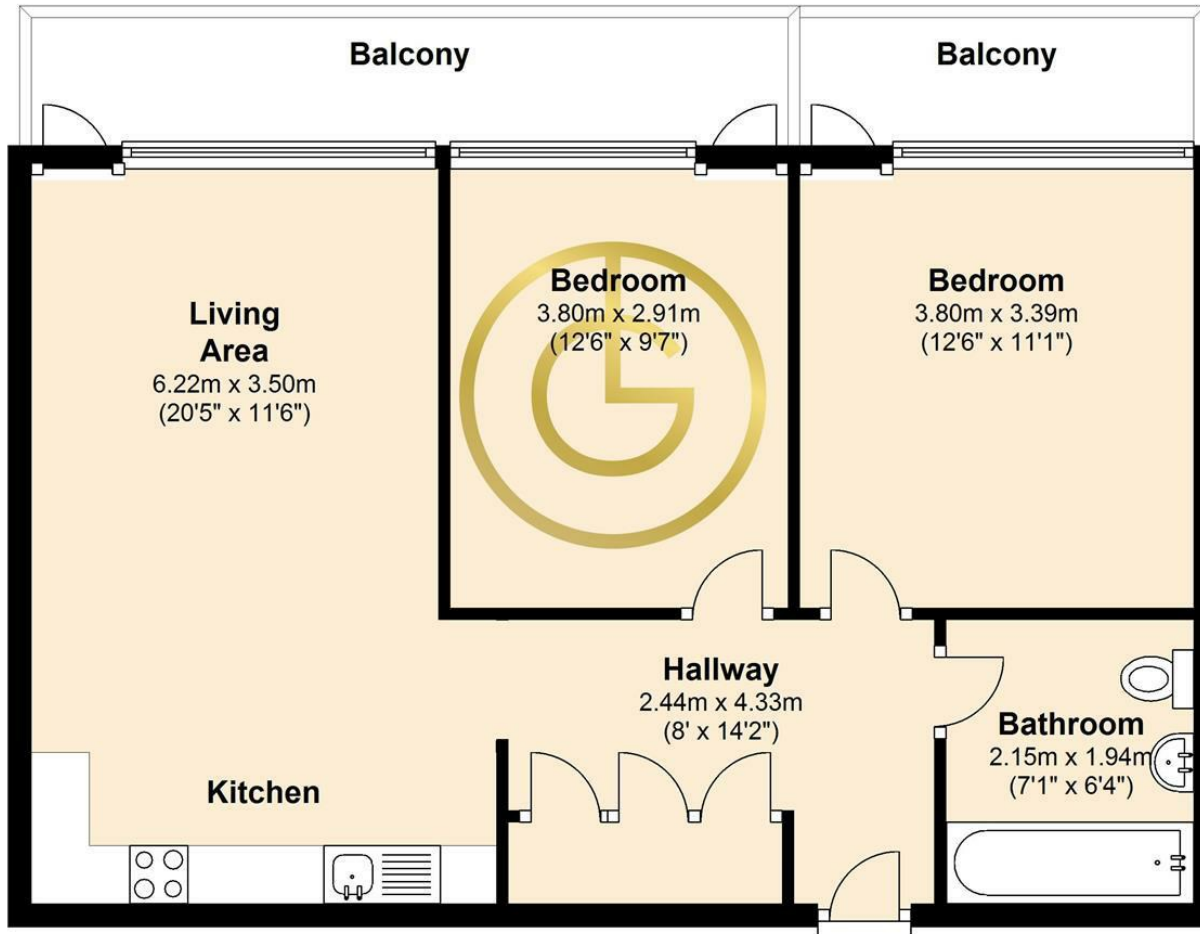 Balcony
Balcony
Living
Area
6.22m x 3.50m
(20'5" x 11'6")
Bedroom
3.80m x 2.91m
(12'6" x 9'7")
Bedroom
3.80m x 3.39m
(12'6" x 11'1")
Hallway
2.44m x 4.33m
(8' x 14'2")
Bathroom
2.15m x 1.94m
(7'1" x 6'4")
Kitchen